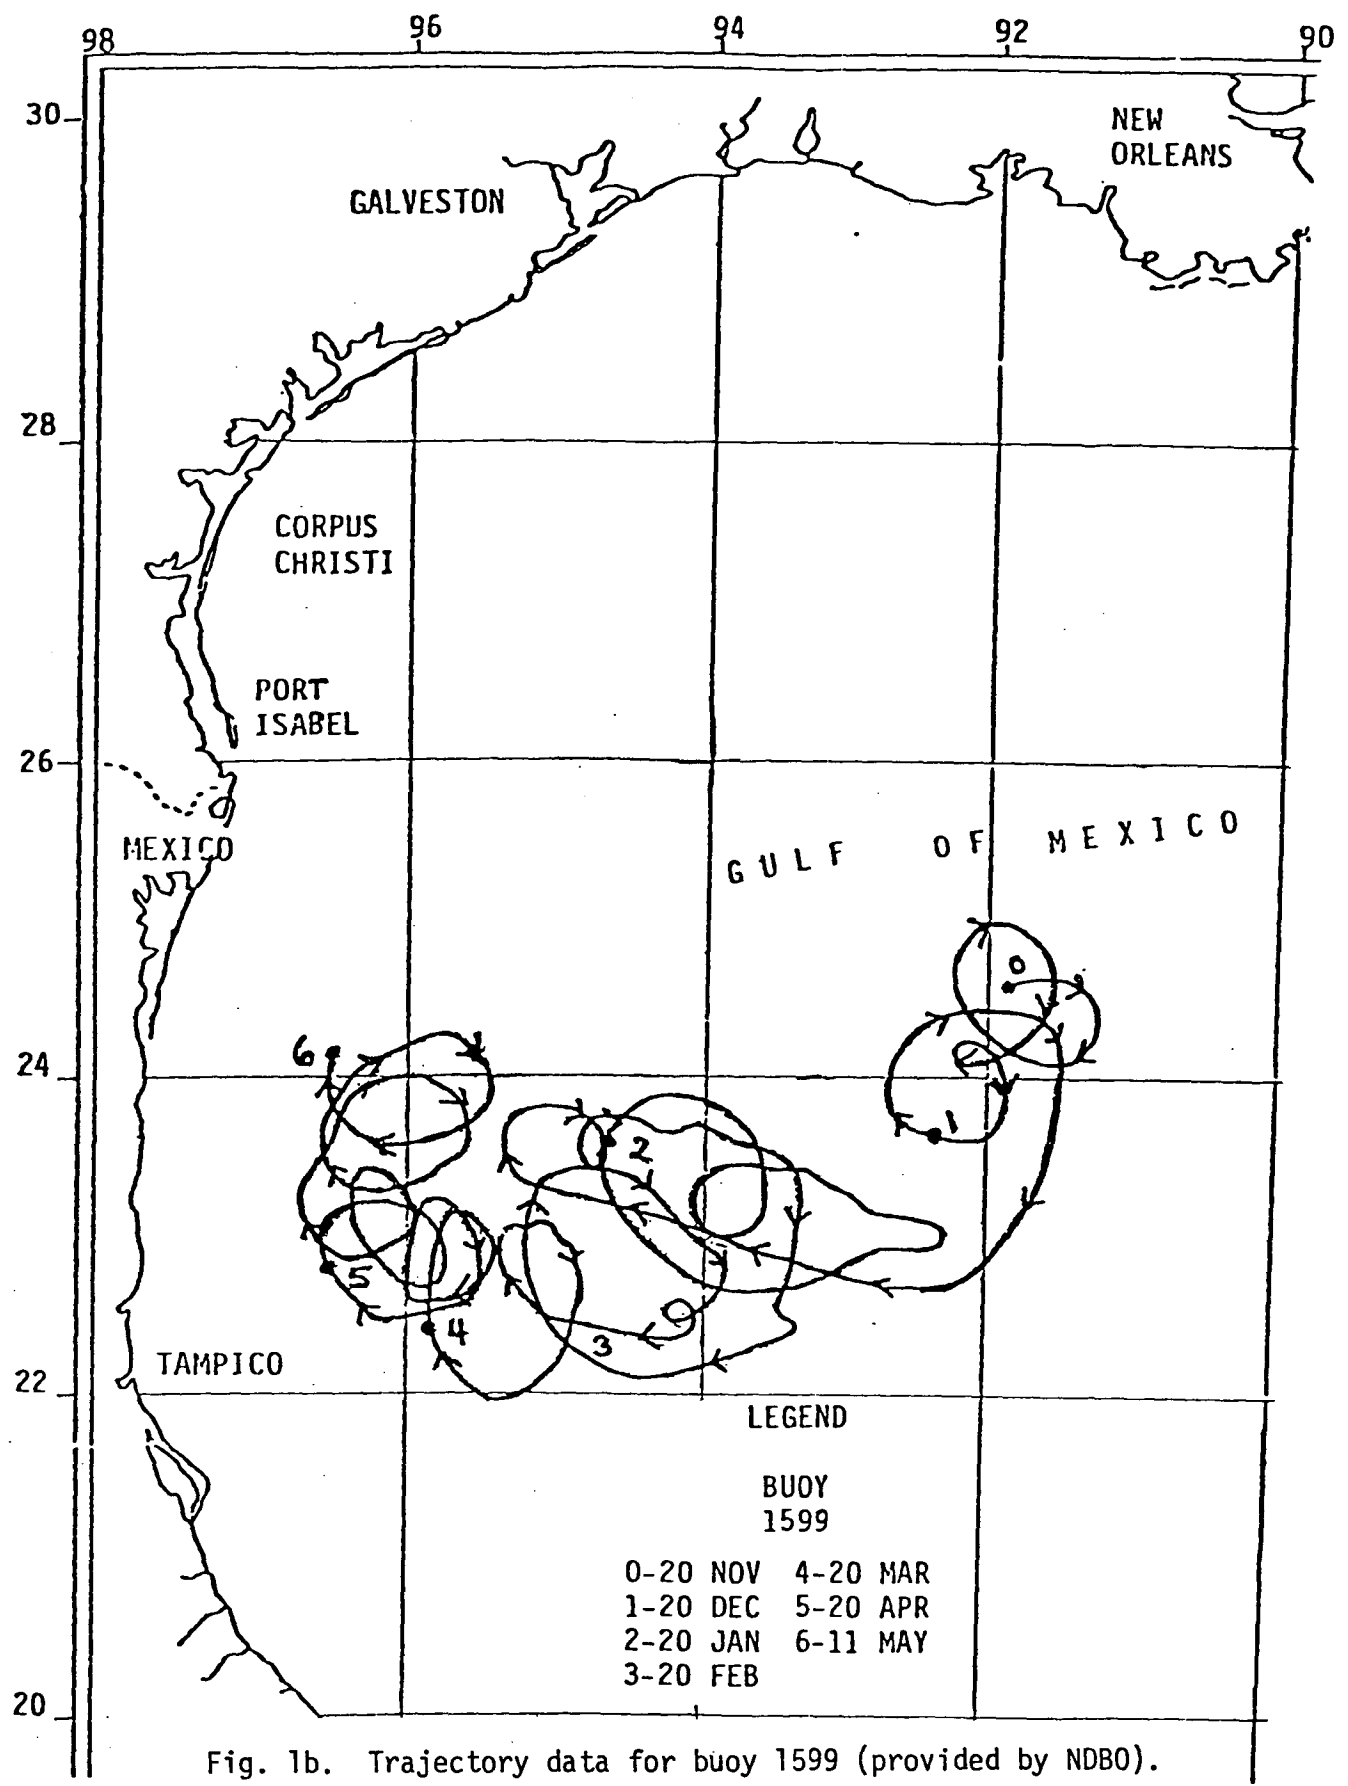 98 96 94 92 90
30
NEW
ORLEANS
GALVESTON
28
CORPUS
CHRISTI
PORT
ISABEL
26
MEXICO
GULF OF MEXICO
0
6
24
1
2
5
4
3
TAMPICO
22
LEGEND
BUOY
1599
0-20 NOV 4-20 MAR
1-20 DEC 5-20 APR
2-20 JAN 6-11 MAY
3-20 FEB
20
Fig. 1b. Trajectory data for buoy 1599 (provided by NDBO).